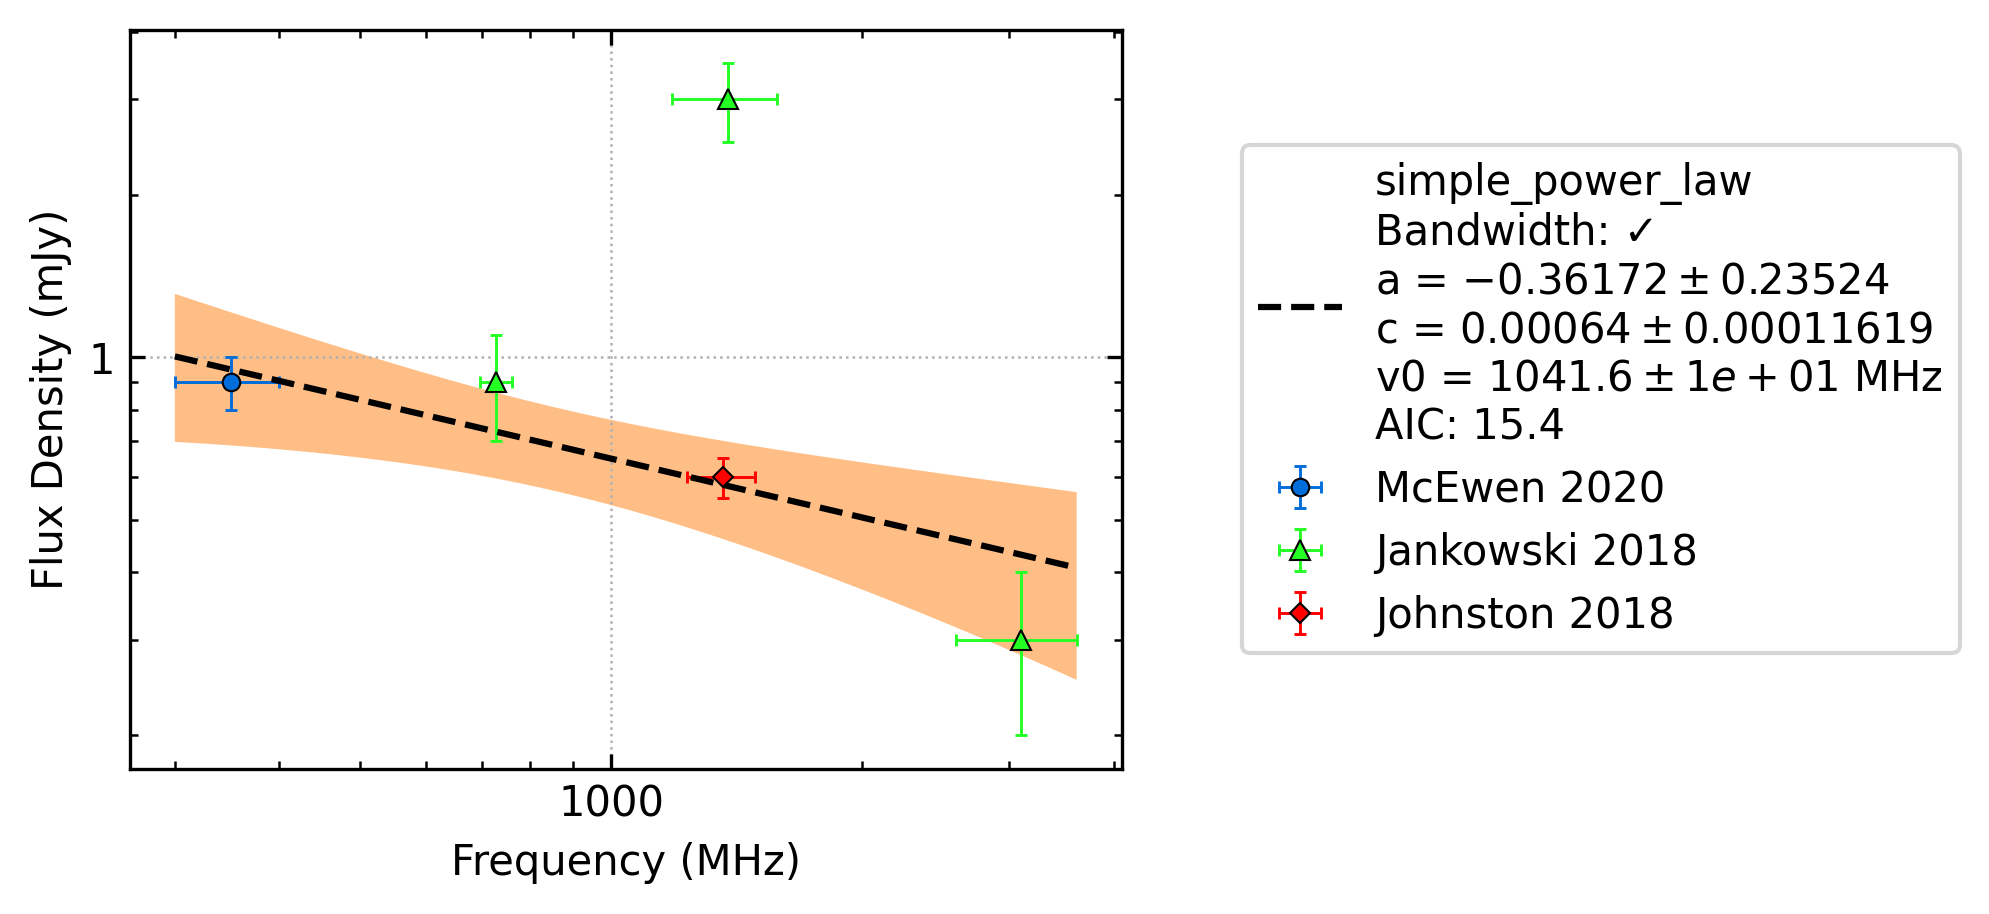 Flux Density (mJy)
1
1000
Frequency (MHz)
simple_power_law
Bandwidth: ✓
a = −0.36172 ± 0.23524
c = 0.00064 ± 0.00011619
v0 = 1041.6 ± 1e + 01 MHz
AIC: 15.4
McEwen 2020
Jankowski 2018
Johnston 2018